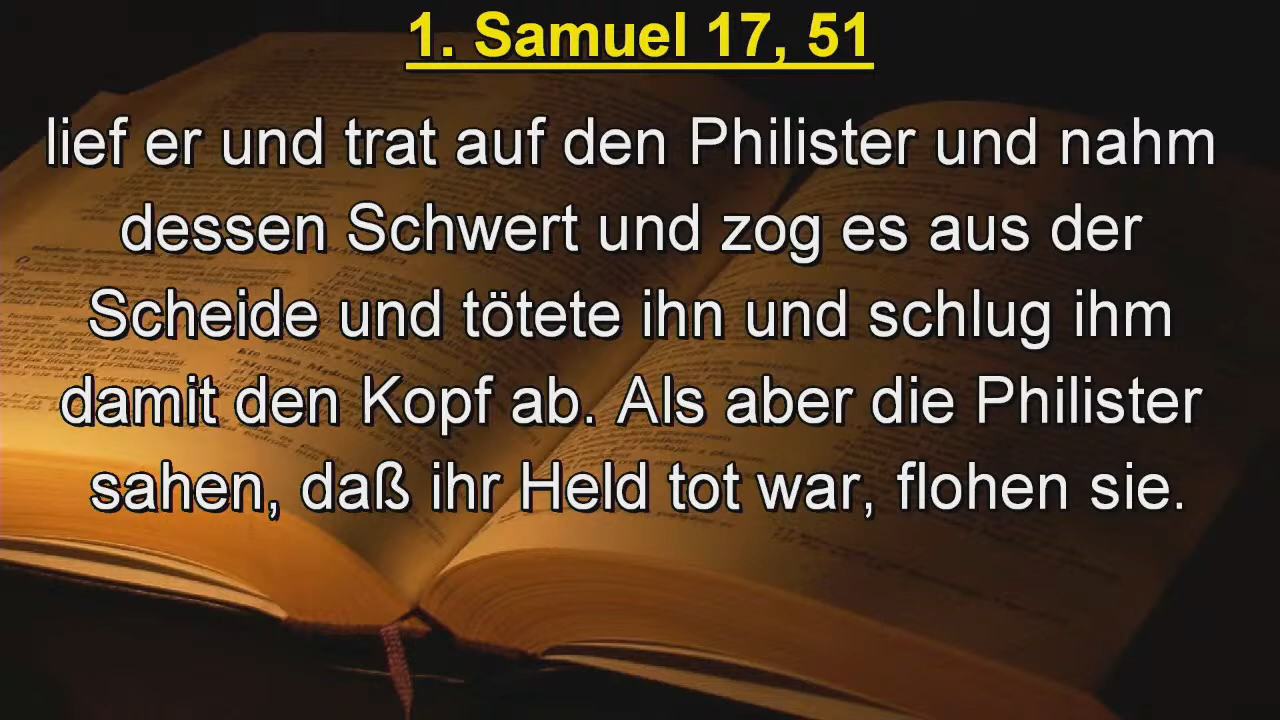 1. Samuel 17, 51
lief er und trat auf den Philister und nahm
dessen Schwert und zog es aus der
Scheide und tötete ihn und schlug ihm
damit den Kopf ab. Als aber die Philister
sahen, daß ihr Held tot war, flohen sie.